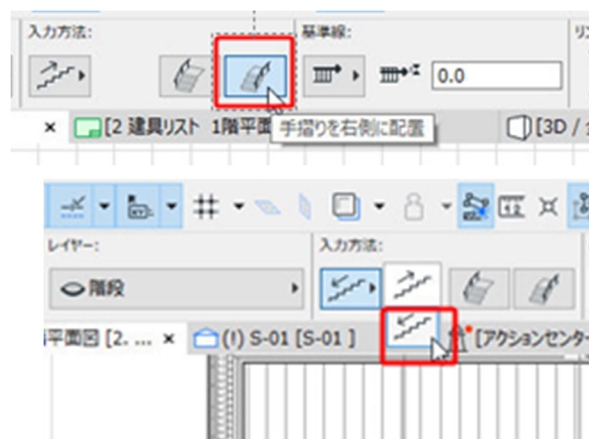 入力方法:
基準線:
0.0
[2 建具リスト 1階平面
手摺りを右側に配置
[3D /
レイヤー:
入力方法:
階段
平面図 [2. ...
(!) S-01 [S-01 ]
[アクションセンター